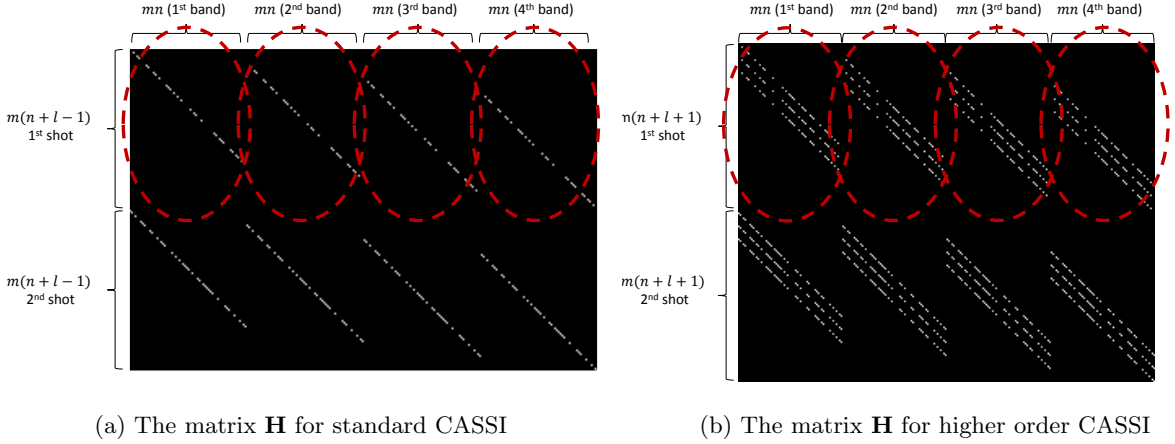 mn (1st band) mn (2nd band) mn (3rd band) mn (4th band)
m(n + l − 1)
1st shot
m(n + l − 1)
2nd shot
(a) The matrix H for standard CASSI
mn (1st band) mn (2nd band) mn (3rd band) mn (4th band)
n(n + l + 1)
1st shot
m(n + l + 1)
2nd shot
(b) The matrix H for higher order CASSI